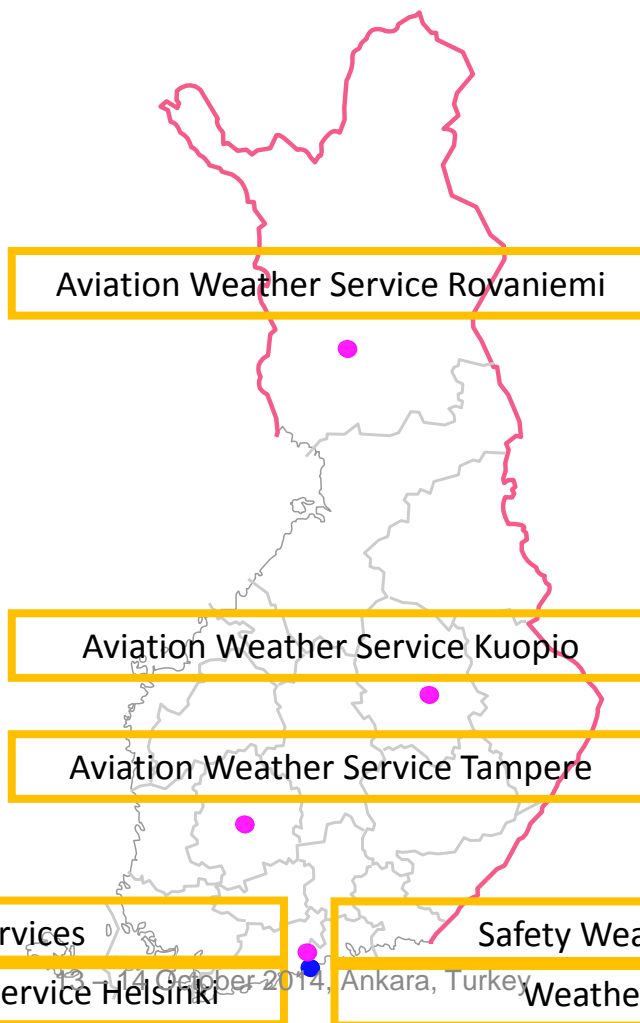 Aviation Weather Service Rovaniemi
Aviation Weather Service Kuopio
Aviation Weather Service Tampere
rvices
Safety Wea
13 – 14 October 2014, Ankara, Turkey
ervice Helsinki
Weathe